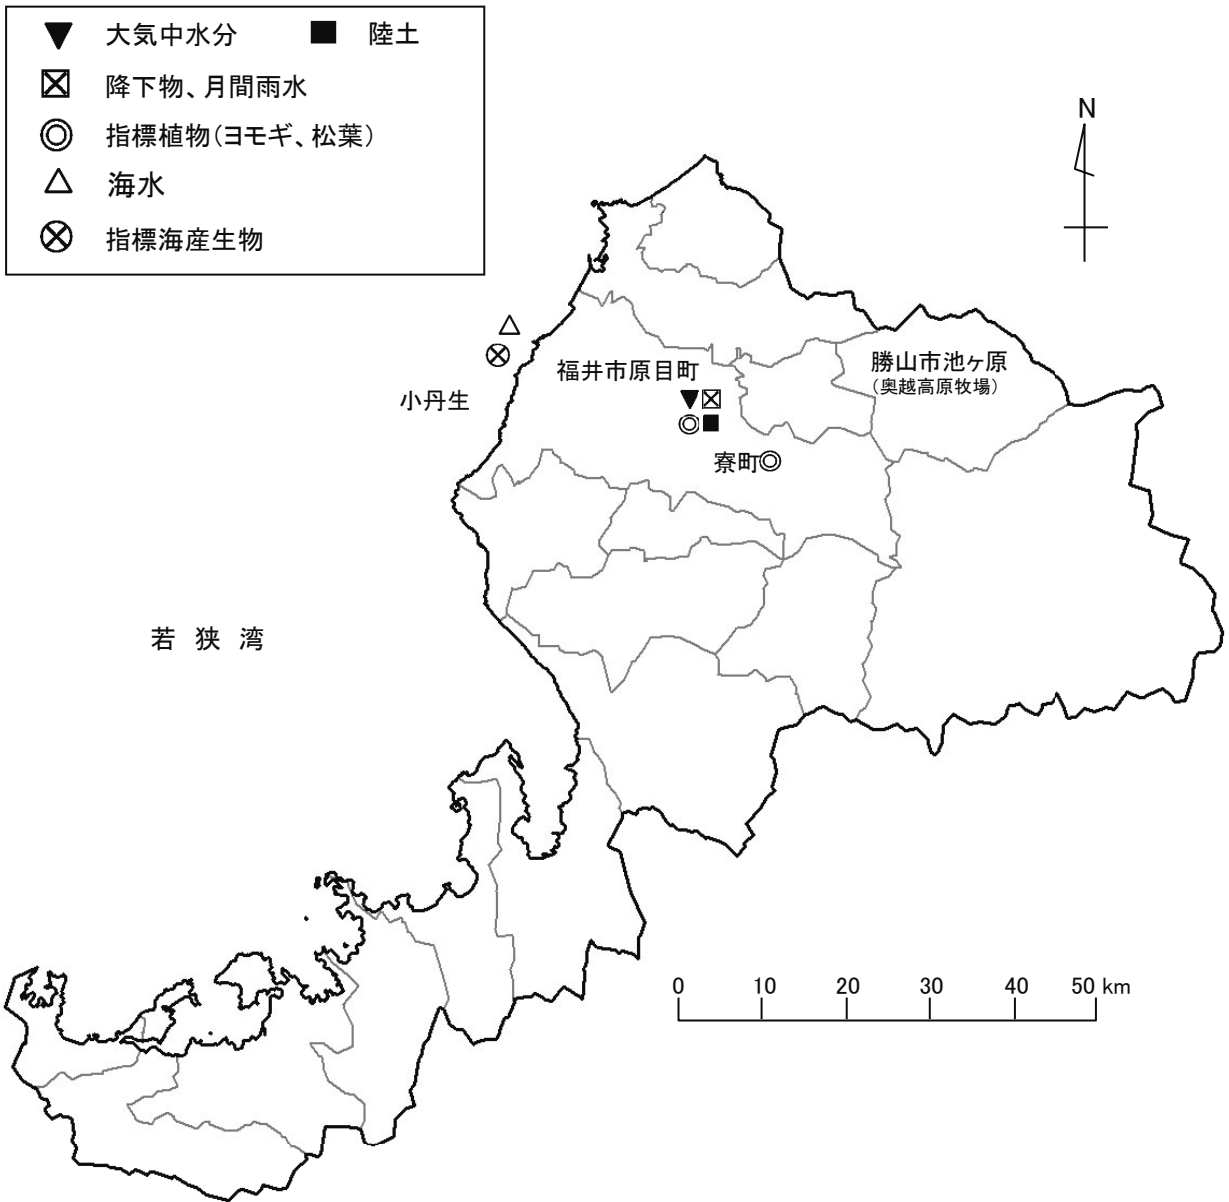 大気中水分 陸土
降下物、月間雨水
指標植物(ヨモギ、松葉)
海水
指標海産生物
N
勝山市池ヶ原
(奥越高原牧場)
福井市原目町
小丹生
寮町
若狭湾
0 10 20 30 40 50 km